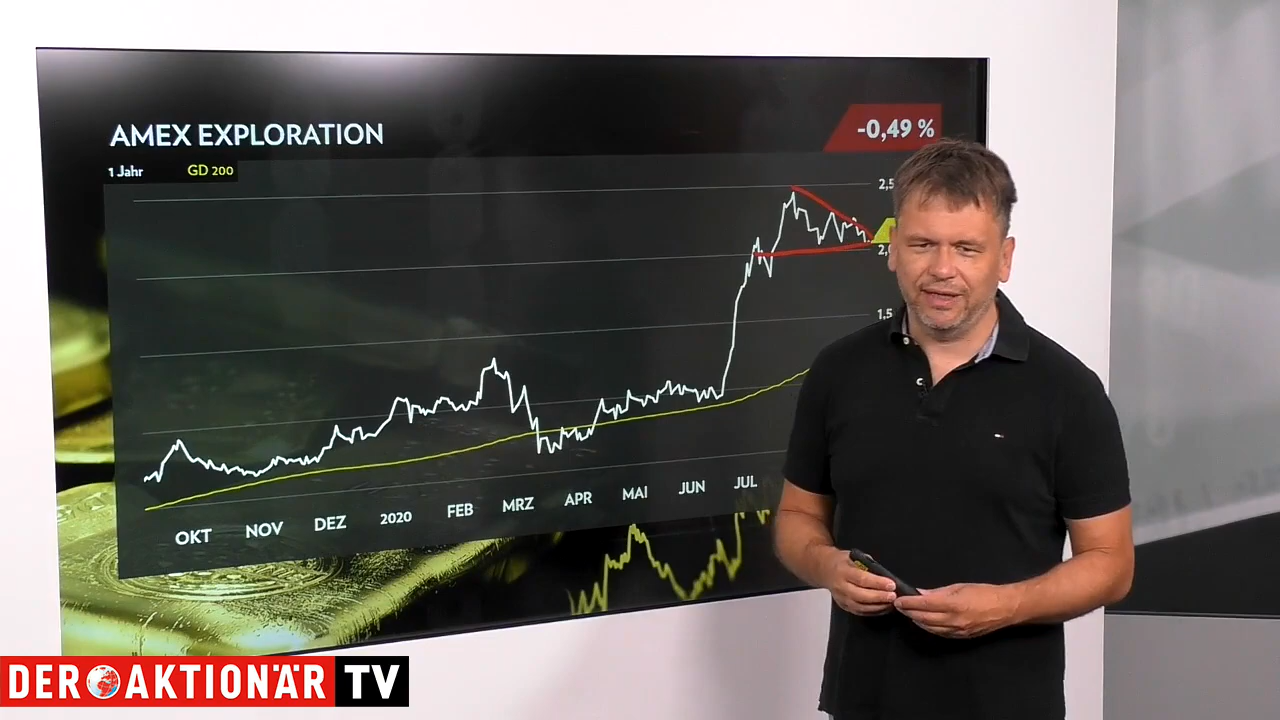 AMEX EXPLORATION
-0,49 %
1 Jahr GD 200
2,5
2,0
1,5
OKT NOV DEZ 2020 FEB MRZ APR MAI JUN JUL
DER AKTIONÄR TV